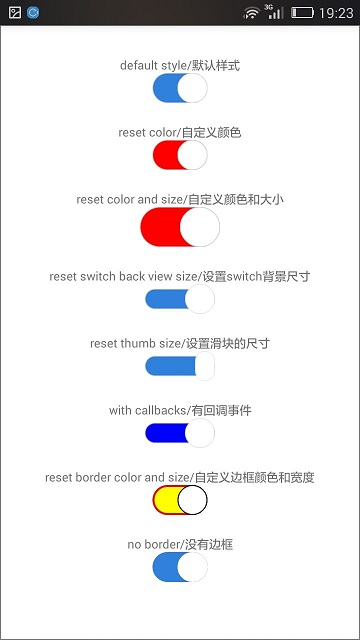 3G
19:23
default style/默认样式
reset color/自定义颜色
reset color and size/自定义颜色和大小
reset switch back view size/设置switch背景尺寸
reset thumb size/设置滑块的尺寸
with callbacks/有回调事件
reset border color and size/自定义边框颜色和宽度
no border/没有边框